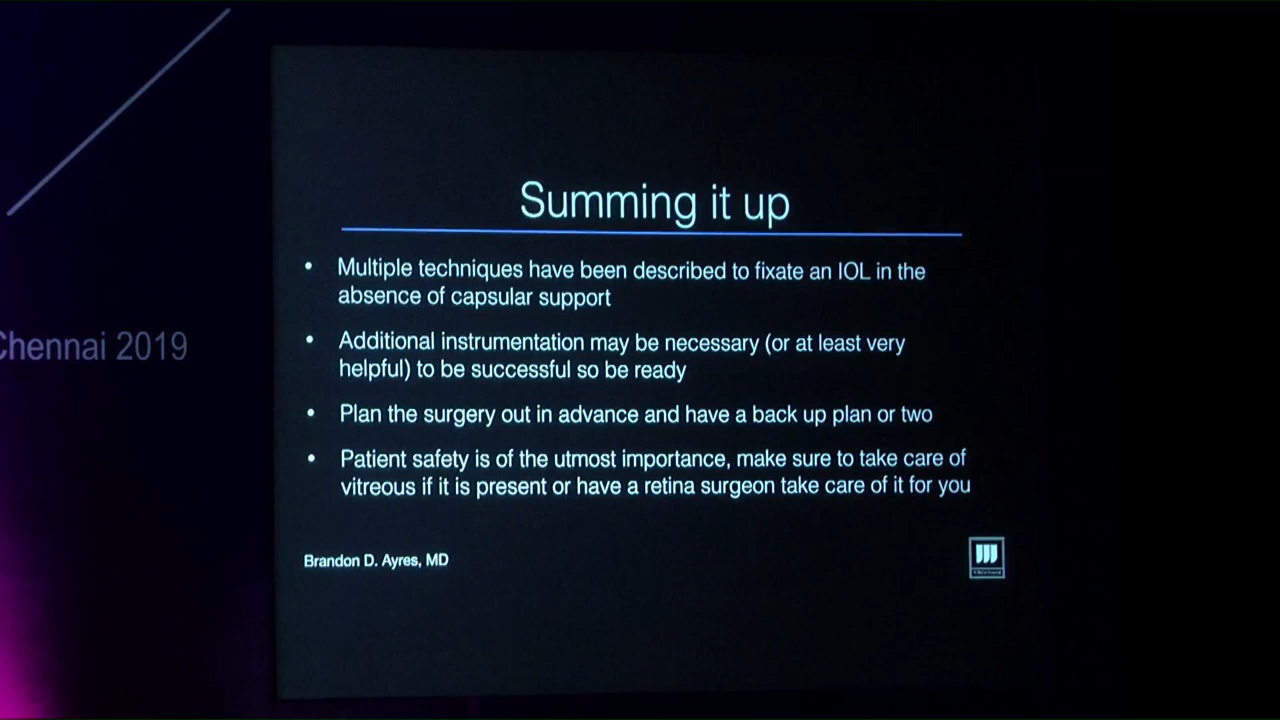 Summing it up
• Multiple techniques have been described to fixate an IOL in the
absence of capsular support
• Additional instrumentation may be necessary (or at least very
helpful) to be successful so be ready
Chennai 2019
• Plan the surgery out in advance and have a back up plan or two
• Patient safety is of the utmost importance, make sure to take care of
vitreous if it is present or have a retina surgeon take care of it for you
Brandon D. Ayres, MD